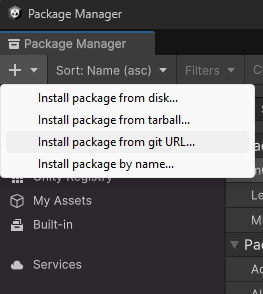 Package Manager
Package Manager
Sort: Name (asc)
Filters
Install package from disk...
Install package from tarball...
Install package from git URL...
Install package by name...
Unity Registry
My Assets
Built-in
Services